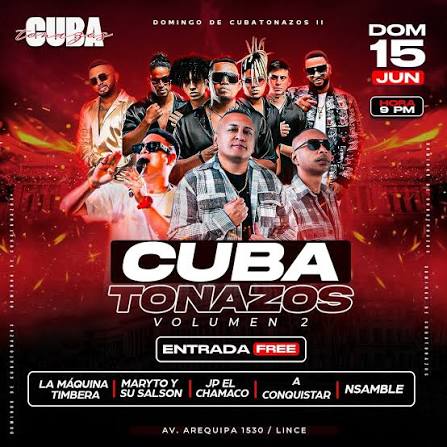 DOMINGO DE CUBATONAZOS II
CUBA
tonazos
DOM
15
JUN
HORA
9 PM
CUBA
TONAZOS
VOLUMEN 2
ENTRADA FREE
LA MÁQUINA TIMBERA
MARYTO Y SU SALSON
JP EL CHAMACO
A CONQUISTAR
NSAMBLE
AV. AREQUIPA 1530 / LINCE